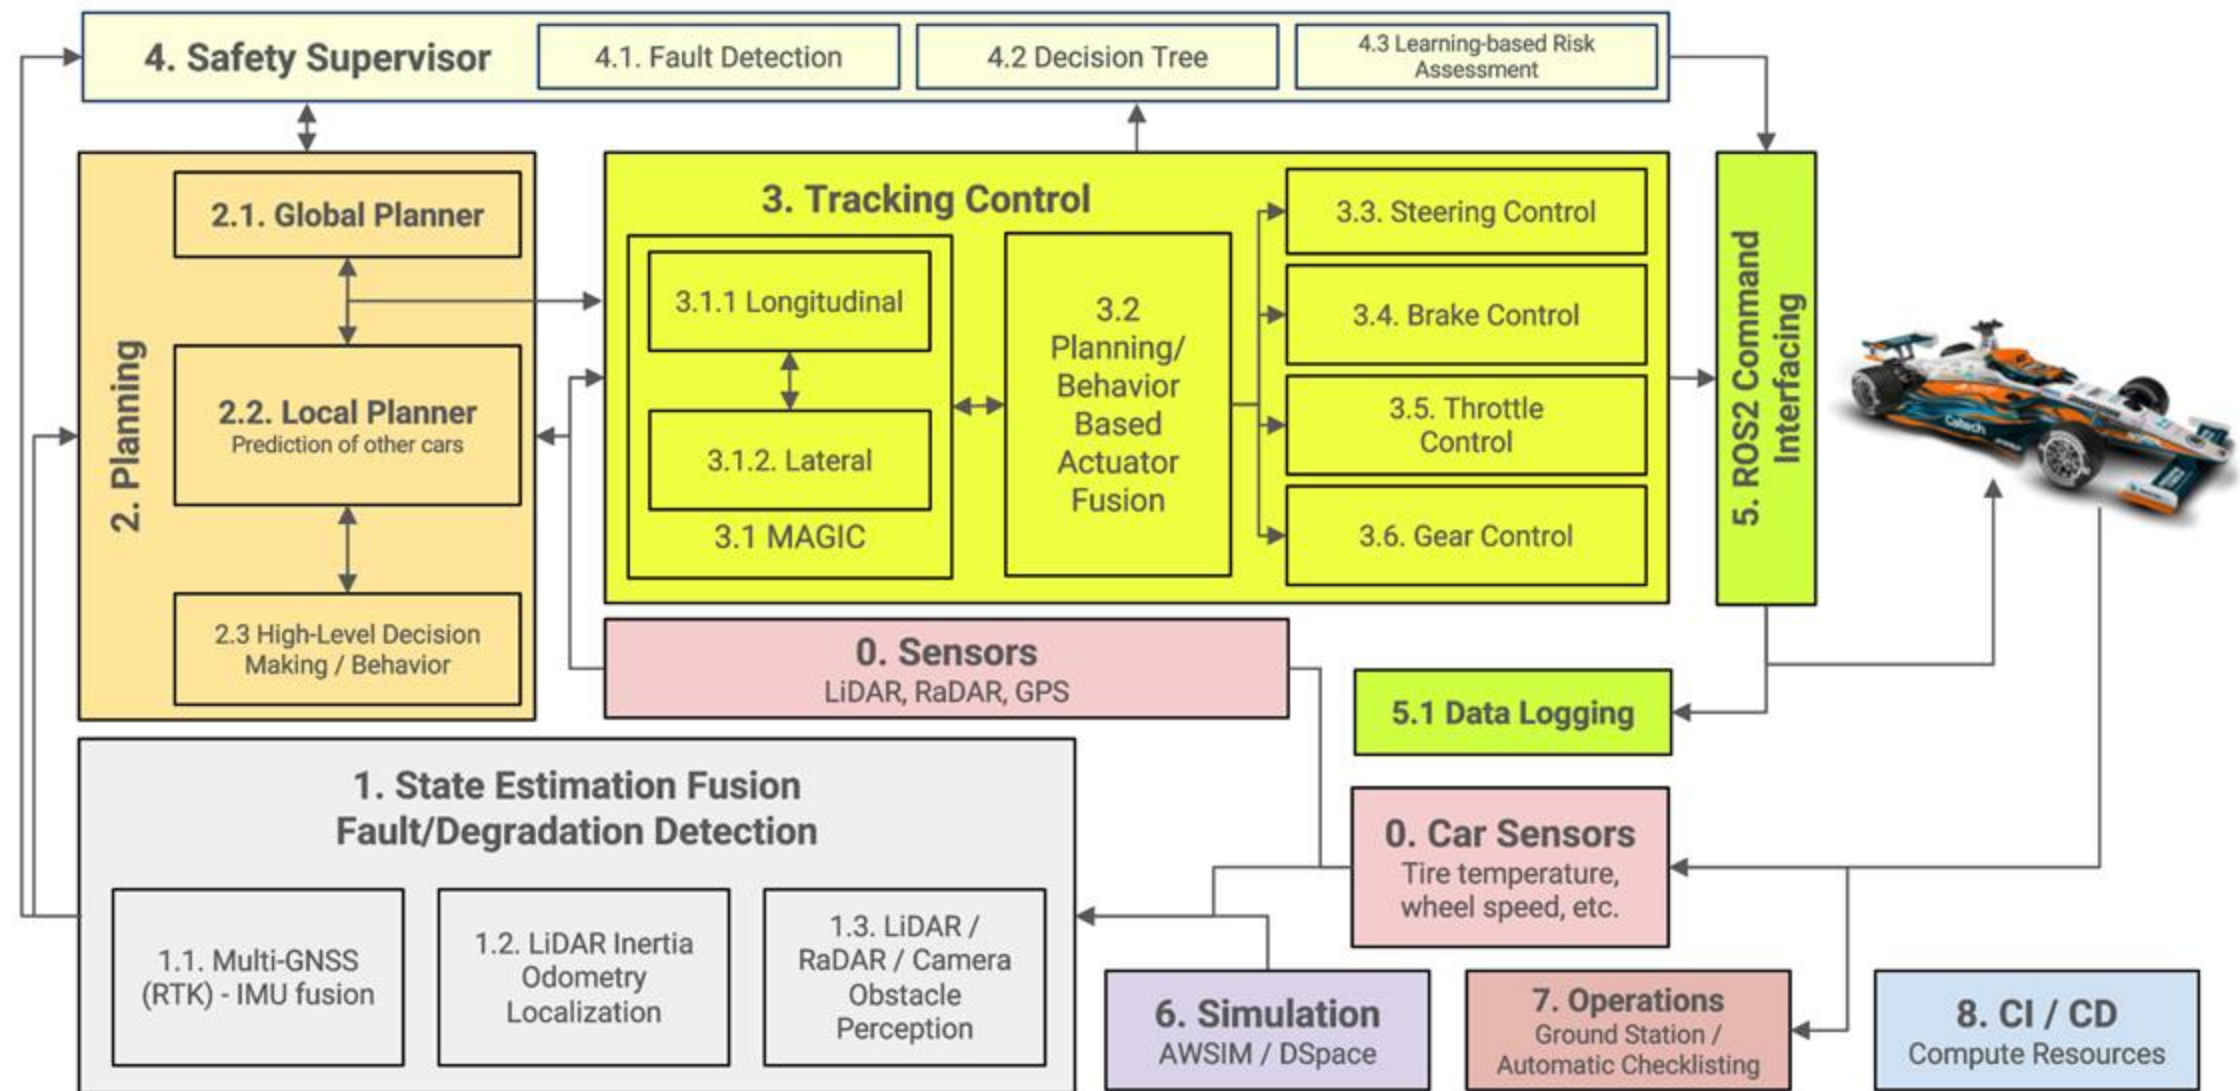 4. Safety Supervisor
4.1. Fault Detection
4.2 Decision Tree
4.3 Learning-based Risk
Assessment
2. Planning
2.1. Global Planner
2.2. Local Planner
Prediction of other cars
2.3 High-Level Decision
Making / Behavior
3. Tracking Control
3.1.1 Longitudinal
3.1.2. Lateral
3.1 MAGIC
3.2
Planning/
Behavior
Based
Actuator
Fusion
3.3. Steering Control
3.4. Brake Control
3.5. Throttle
Control
3.6. Gear Control
5. ROS2 Command
Interfacing
Caltech
0. Sensors
LiDAR, RaDAR, GPS
5.1 Data Logging
1. State Estimation Fusion
Fault/Degradation Detection
1.1. Multi-GNSS
(RTK) - IMU fusion
1.2. LiDAR Inertia
Odometry
Localization
1.3. LiDAR /
RaDAR / Camera
Obstacle
Perception
0. Car Sensors
Tire temperature,
wheel speed, etc.
6. Simulation
AWSIM / DSpace
7. Operations
Ground Station /
Automatic Checklisting
8. CI / CD
Compute Resources